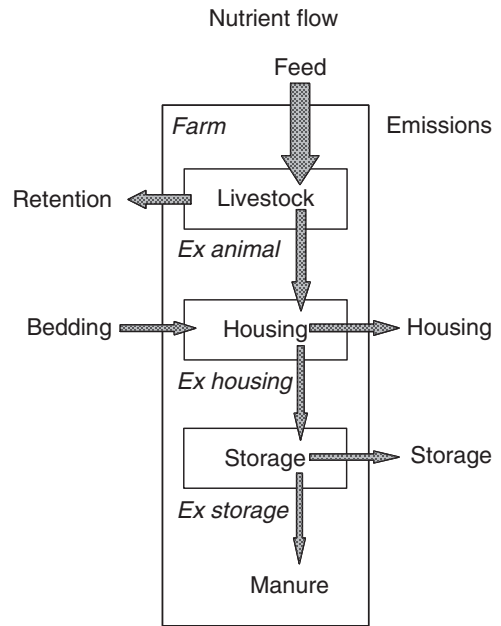 Nutrient flow
Feed
Farm
Emissions
Retention
Livestock
Ex animal
Bedding
Housing
Housing
Ex housing
Storage
Storage
Ex storage
Manure